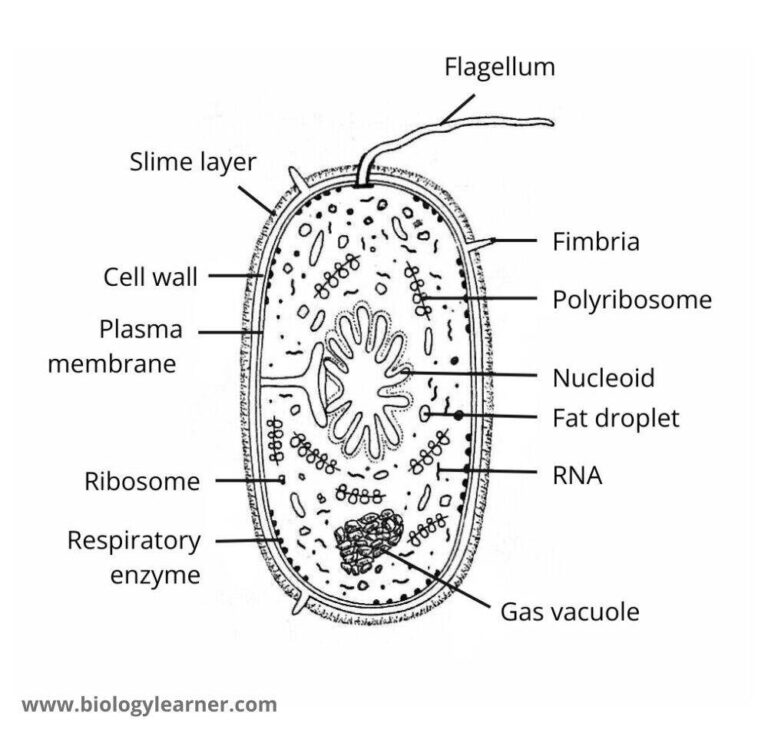 Flagellum
Slime layer
Fimbria
Cell wall
Polyribosome
Plasma
membrane
Nucleoid
Fat droplet
Ribosome
RNA
Respiratory
enzyme
Gas vacuole
www.biologylearner.com